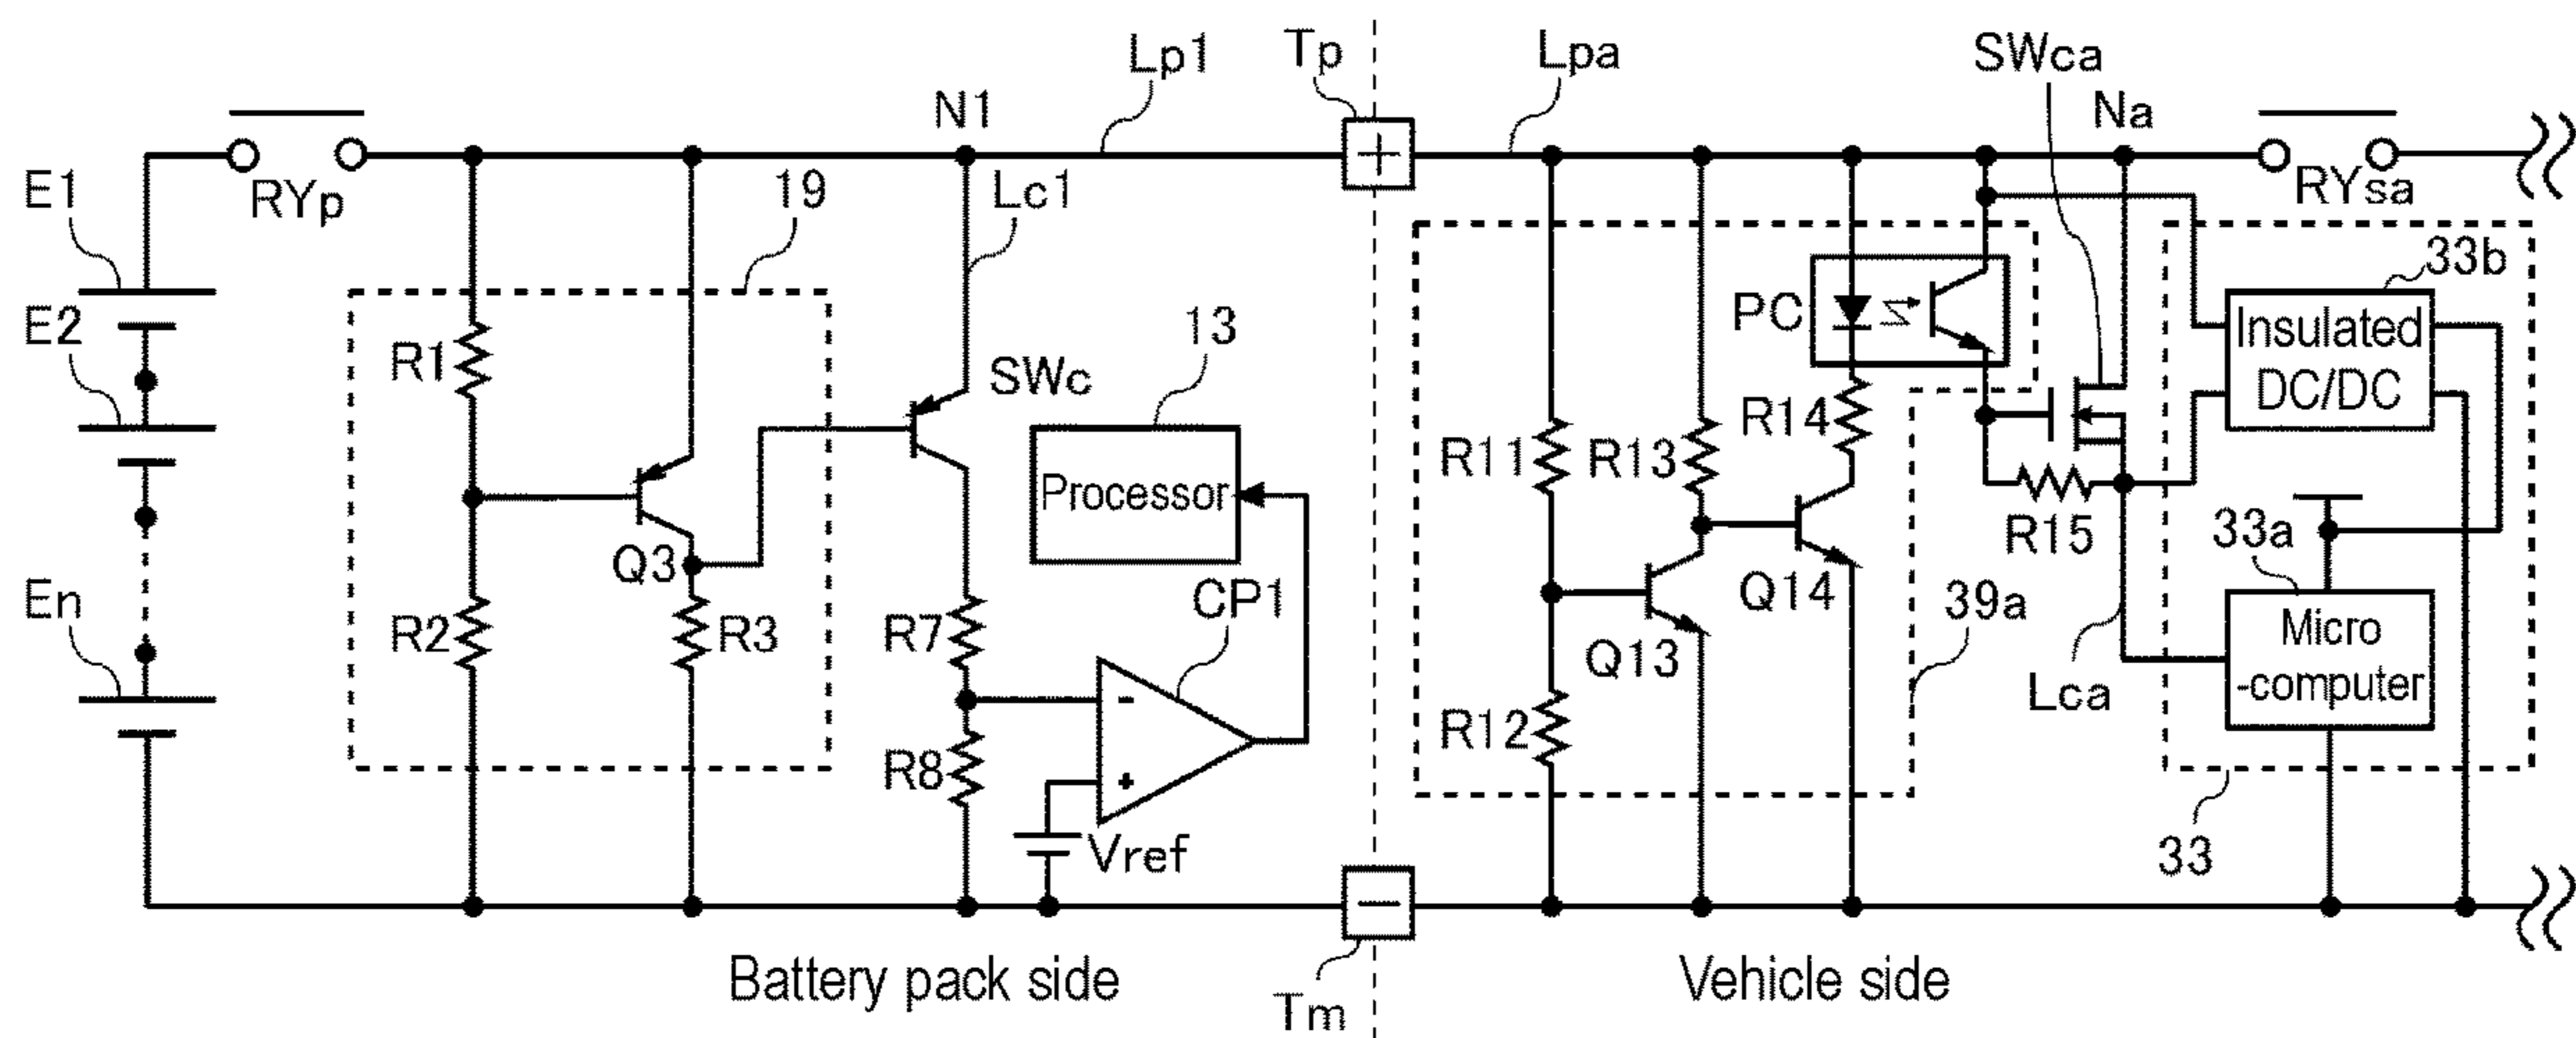 Lp1
Tp
Lpa
SWca
N1
Na
+
E1
RYp
19
Lc1
RYsa
33b
E2
R1
13
SWc
PC
Insulated
DC/DC
R14
Processor
R11
R13
R15
33a
Q3
En
CP1
Q14
39a
R2
R3
R7
Q13
Micro
-computer
Lca
-
R12
R8
+
Vref
33
−
Battery pack side
Vehicle side
Tm